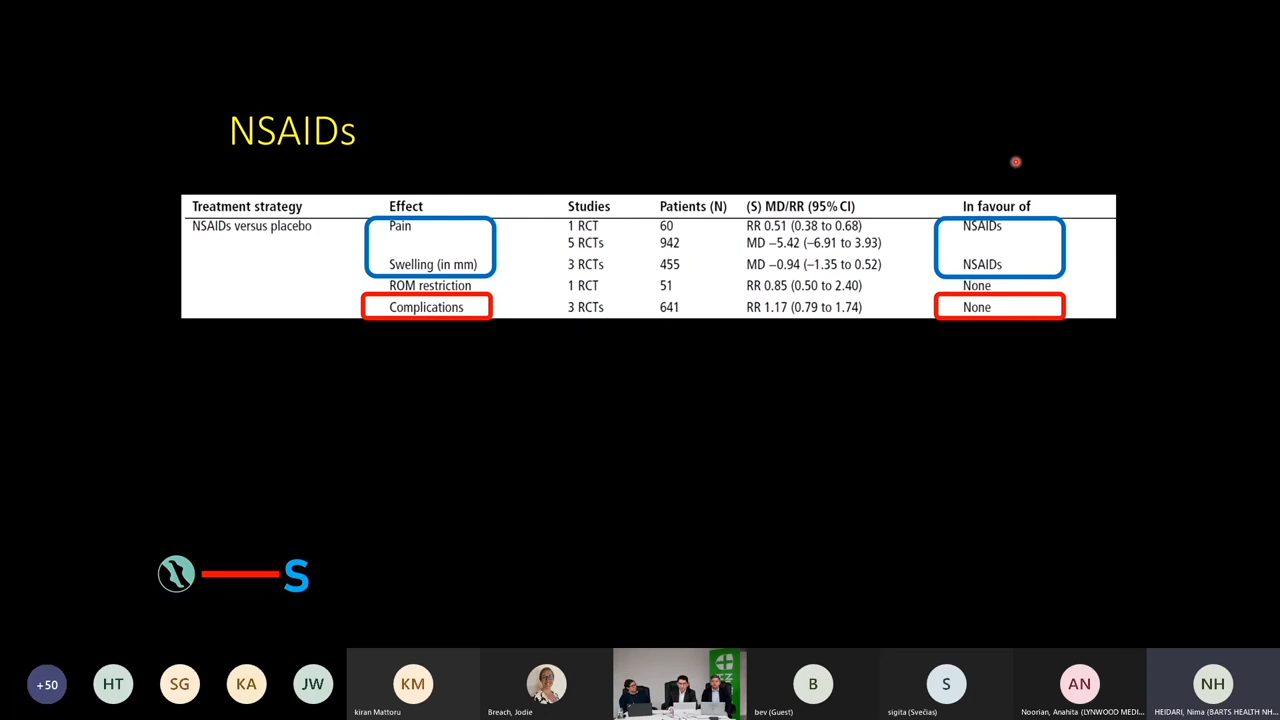 NSAIDs
Treatment strategy Effect Studies Patients (N) (S) MD/RR (95% CI) In favour of
NSAIDs versus placebo Pain 1 RCT 60 RR 0.51 (0.38 to 0.68) NSAIDs
5 RCTs 942 MD –5.42 (–6.91 to 3.93)
Swelling (in mm) 3 RCTs 455 MD –0.94 (–1.35 to 0.52) NSAIDs
ROM restriction 1 RCT 51 RR 0.85 (0.50 to 2.40) None
Complications 3 RCTs 641 RR 1.17 (0.79 to 1.74) None
S
+50 HT SG KA JW KM B S AN NH
kiran Mattoru Breach, Jodie bev (Guest) sigita (Svečias) Noorian, Anahita (LYNWOOD MEDI... HEIDARI, Nima (BARTS HEALTH NH...